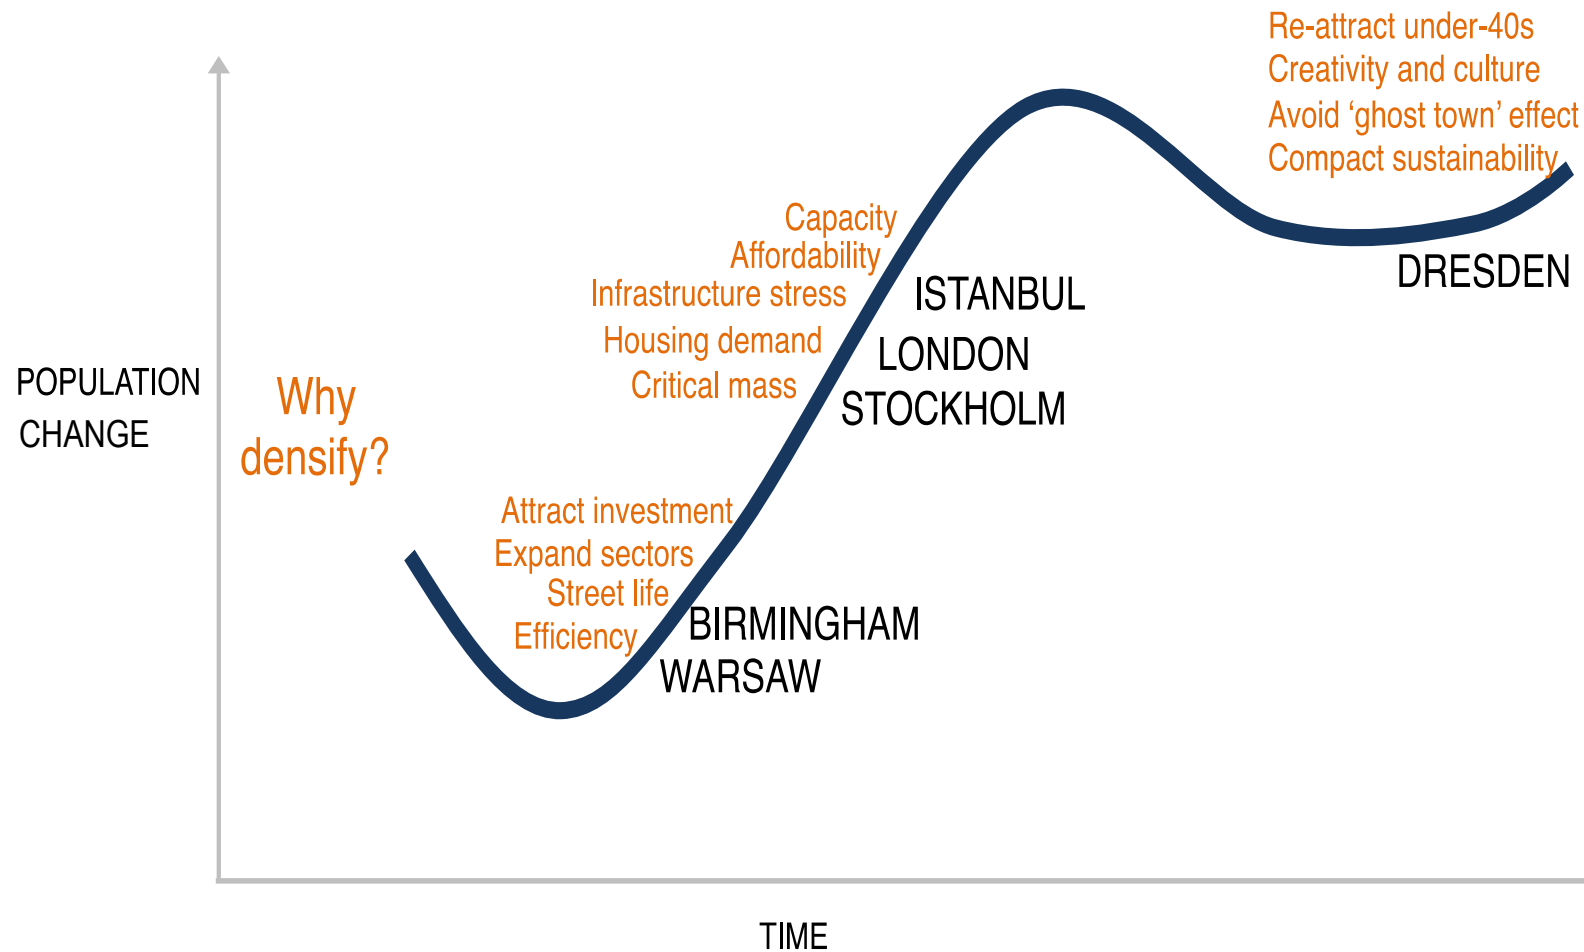 Re-attract under-40s
Creativity and culture
Avoid ‘ghost town’ effect
Compact sustainability
Capacity
Affordability
Infrastructure stress
Housing demand
Critical mass
ISTANBUL
LONDON
STOCKHOLM
DRESDEN
POPULATION
CHANGE
Why
densify?
Attract investment
Expand sectors
Street life
Efficiency
BIRMINGHAM
WARSAW
TIME